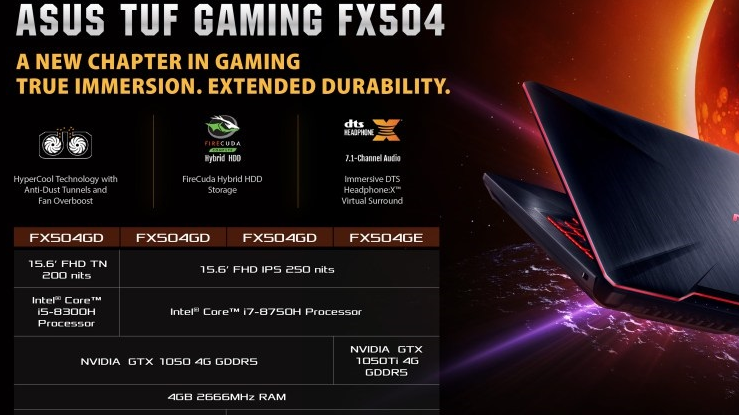 ASUS TUF GAMING FX504
A NEW CHAPTER IN GAMING
TRUE IMMERSION. EXTENDED DURABILITY.
FIRECUDA
Hybrid HDD
dts
HEADPHONE X
7.1-Channel Audio
HyperCool Technology with
Anti-Dust Tunnels and
Fan Overboost
FireCuda Hybrid HDD
Storage
Immersive DTS
Headphone:X™
Virtual Surround
FX504GD FX504GD FX504GD FX504GE
15.6' FHD TN
200 nits
15.6' FHD IPS 250 nits
Intel® Core™
i5-8300H
Processor
Intel® Core™ i7-8750H Processor
NVIDIA GTX 1050 4G GDDR5
NVIDIA GTX
1050Ti 4G
GDDR5
4GB 2666MHz RAM